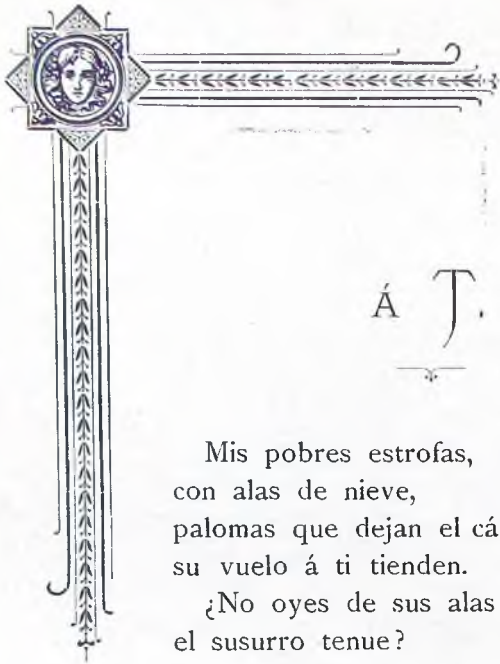 Á T.
Mis pobres estrofas,
con alas de nieve,
palomas que dejan el
su vuelo á ti tienden.
¿No oyes de sus alas
el susurro tenue?